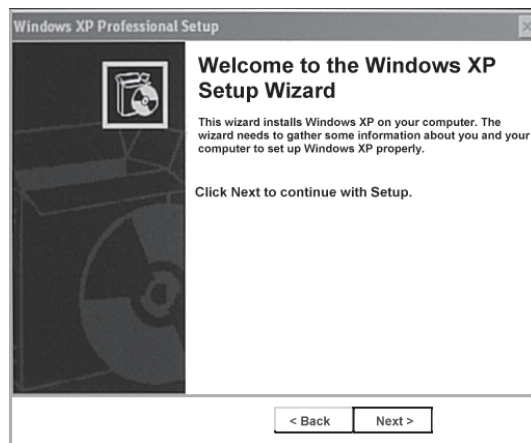 Windows XP Professional Setup
Welcome to the Windows XP
Setup Wizard
This wizard installs Windows XP on your computer. The
wizard needs to gather some information about you and your
computer to set up Windows XP properly.
Click Next to continue with Setup.
< Back
Next >